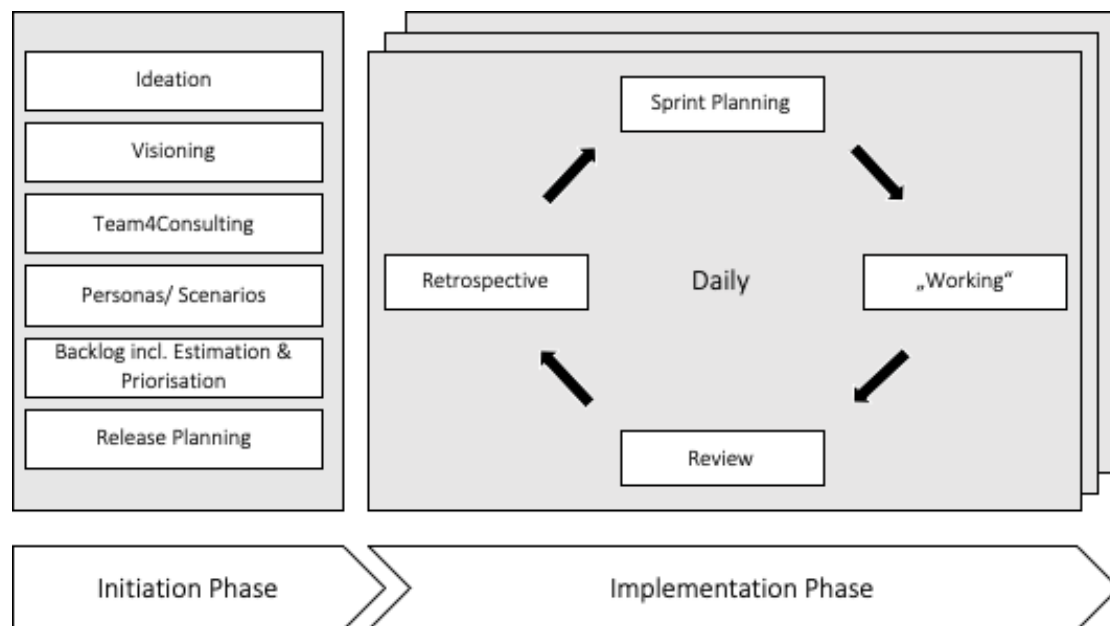 Ideation
Visioning
Team4Consulting
Personas/ Scenarios
Backlog incl. Estimation &
Priorisation
Release Planning
Sprint Planning
Retrospective
Daily
„Working“
Review
Initiation Phase
Implementation Phase